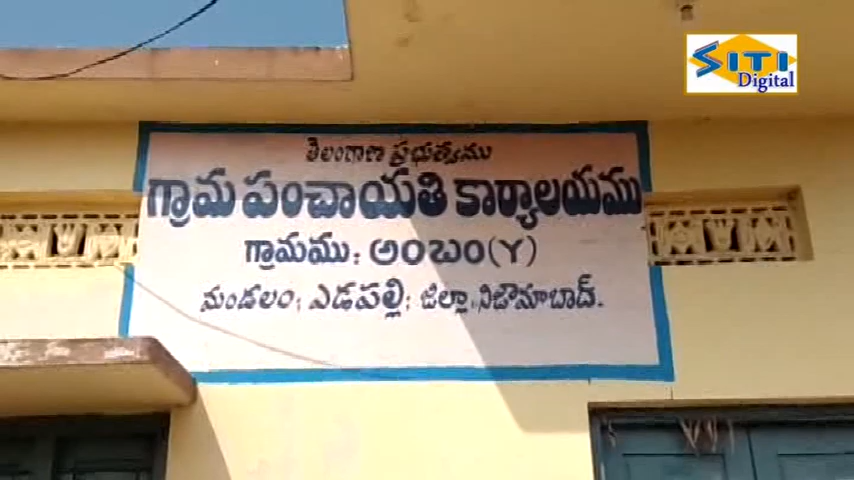 SITI
Digital
తెలంగాణ ప్రభుత్వము
గ్రామ పంచాయతి కార్యాలయము
గ్రామము: అంబం(Y)
మండలం; ఎడపల్లి; జిల్లా; నిజామాబాద్.